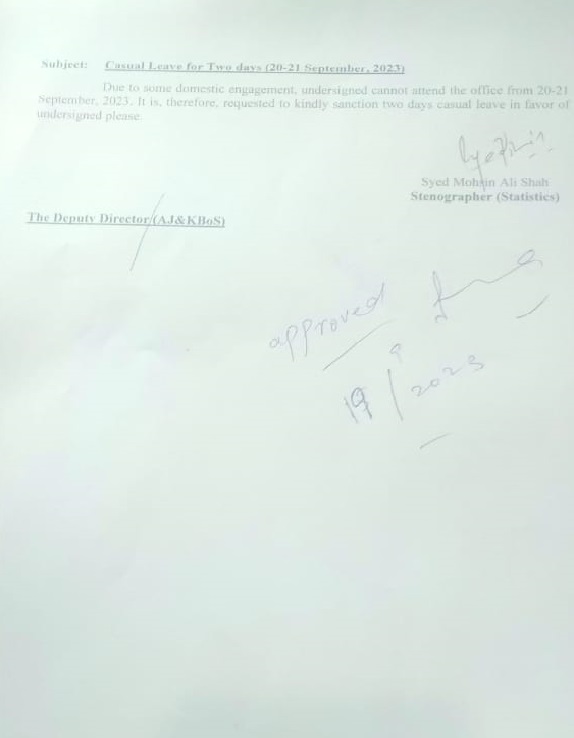 Subject: Casual Leave for Two days (20-21 September, 2023)
Due to some domestic engagement, undersigned cannot attend the office from 20-21
September, 2023. It is, therefore, requested to kindly sanction two days casual leave in favor of
undersigned please.
Syed Mohsin Ali Shah
Stenographer (Statistics)
The Deputy Director (AJ&KBoS)
approved
19/9/2023